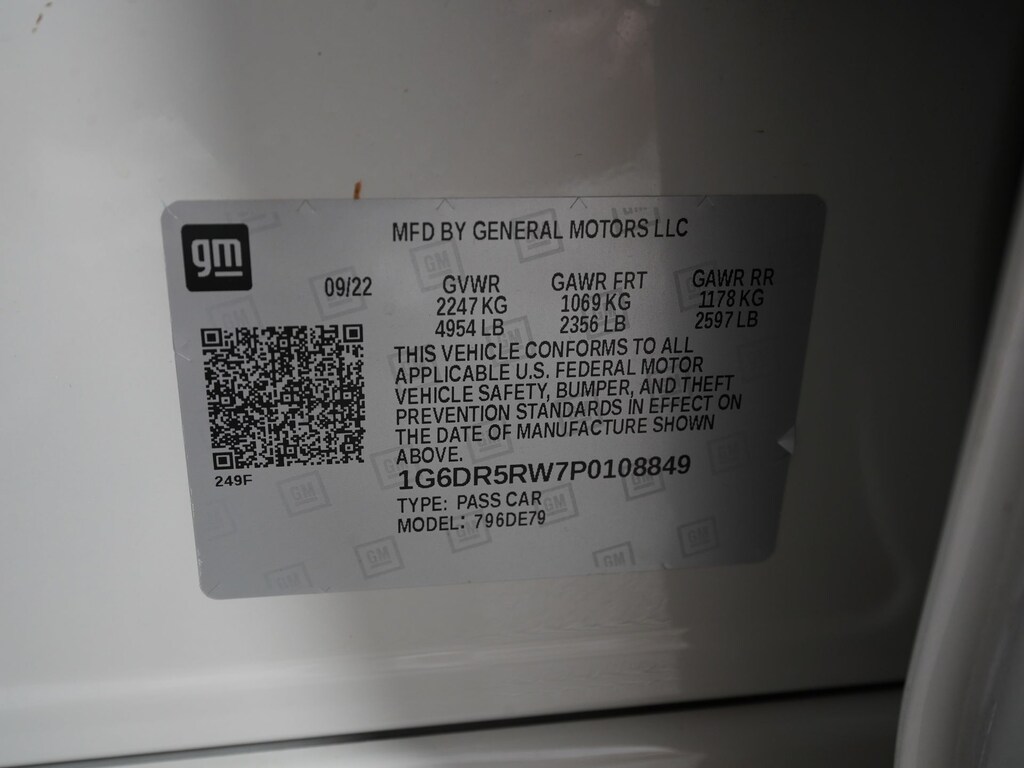 gm
MFD BY GENERAL MOTORS LLC
09/22 GVWR GAWR FRT GAWR RR
2247 KG 1069 KG 1178 KG
4954 LB 2356 LB 2597 LB
THIS VEHICLE CONFORMS TO ALL
APPLICABLE U.S. FEDERAL MOTOR
VEHICLE SAFETY, BUMPER, AND THEFT
PREVENTION STANDARDS IN EFFECT ON
THE DATE OF MANUFACTURE SHOWN
ABOVE.
249F
1G6DR5RW7P0108849
TYPE: PASS CAR
MODEL: 796DE79